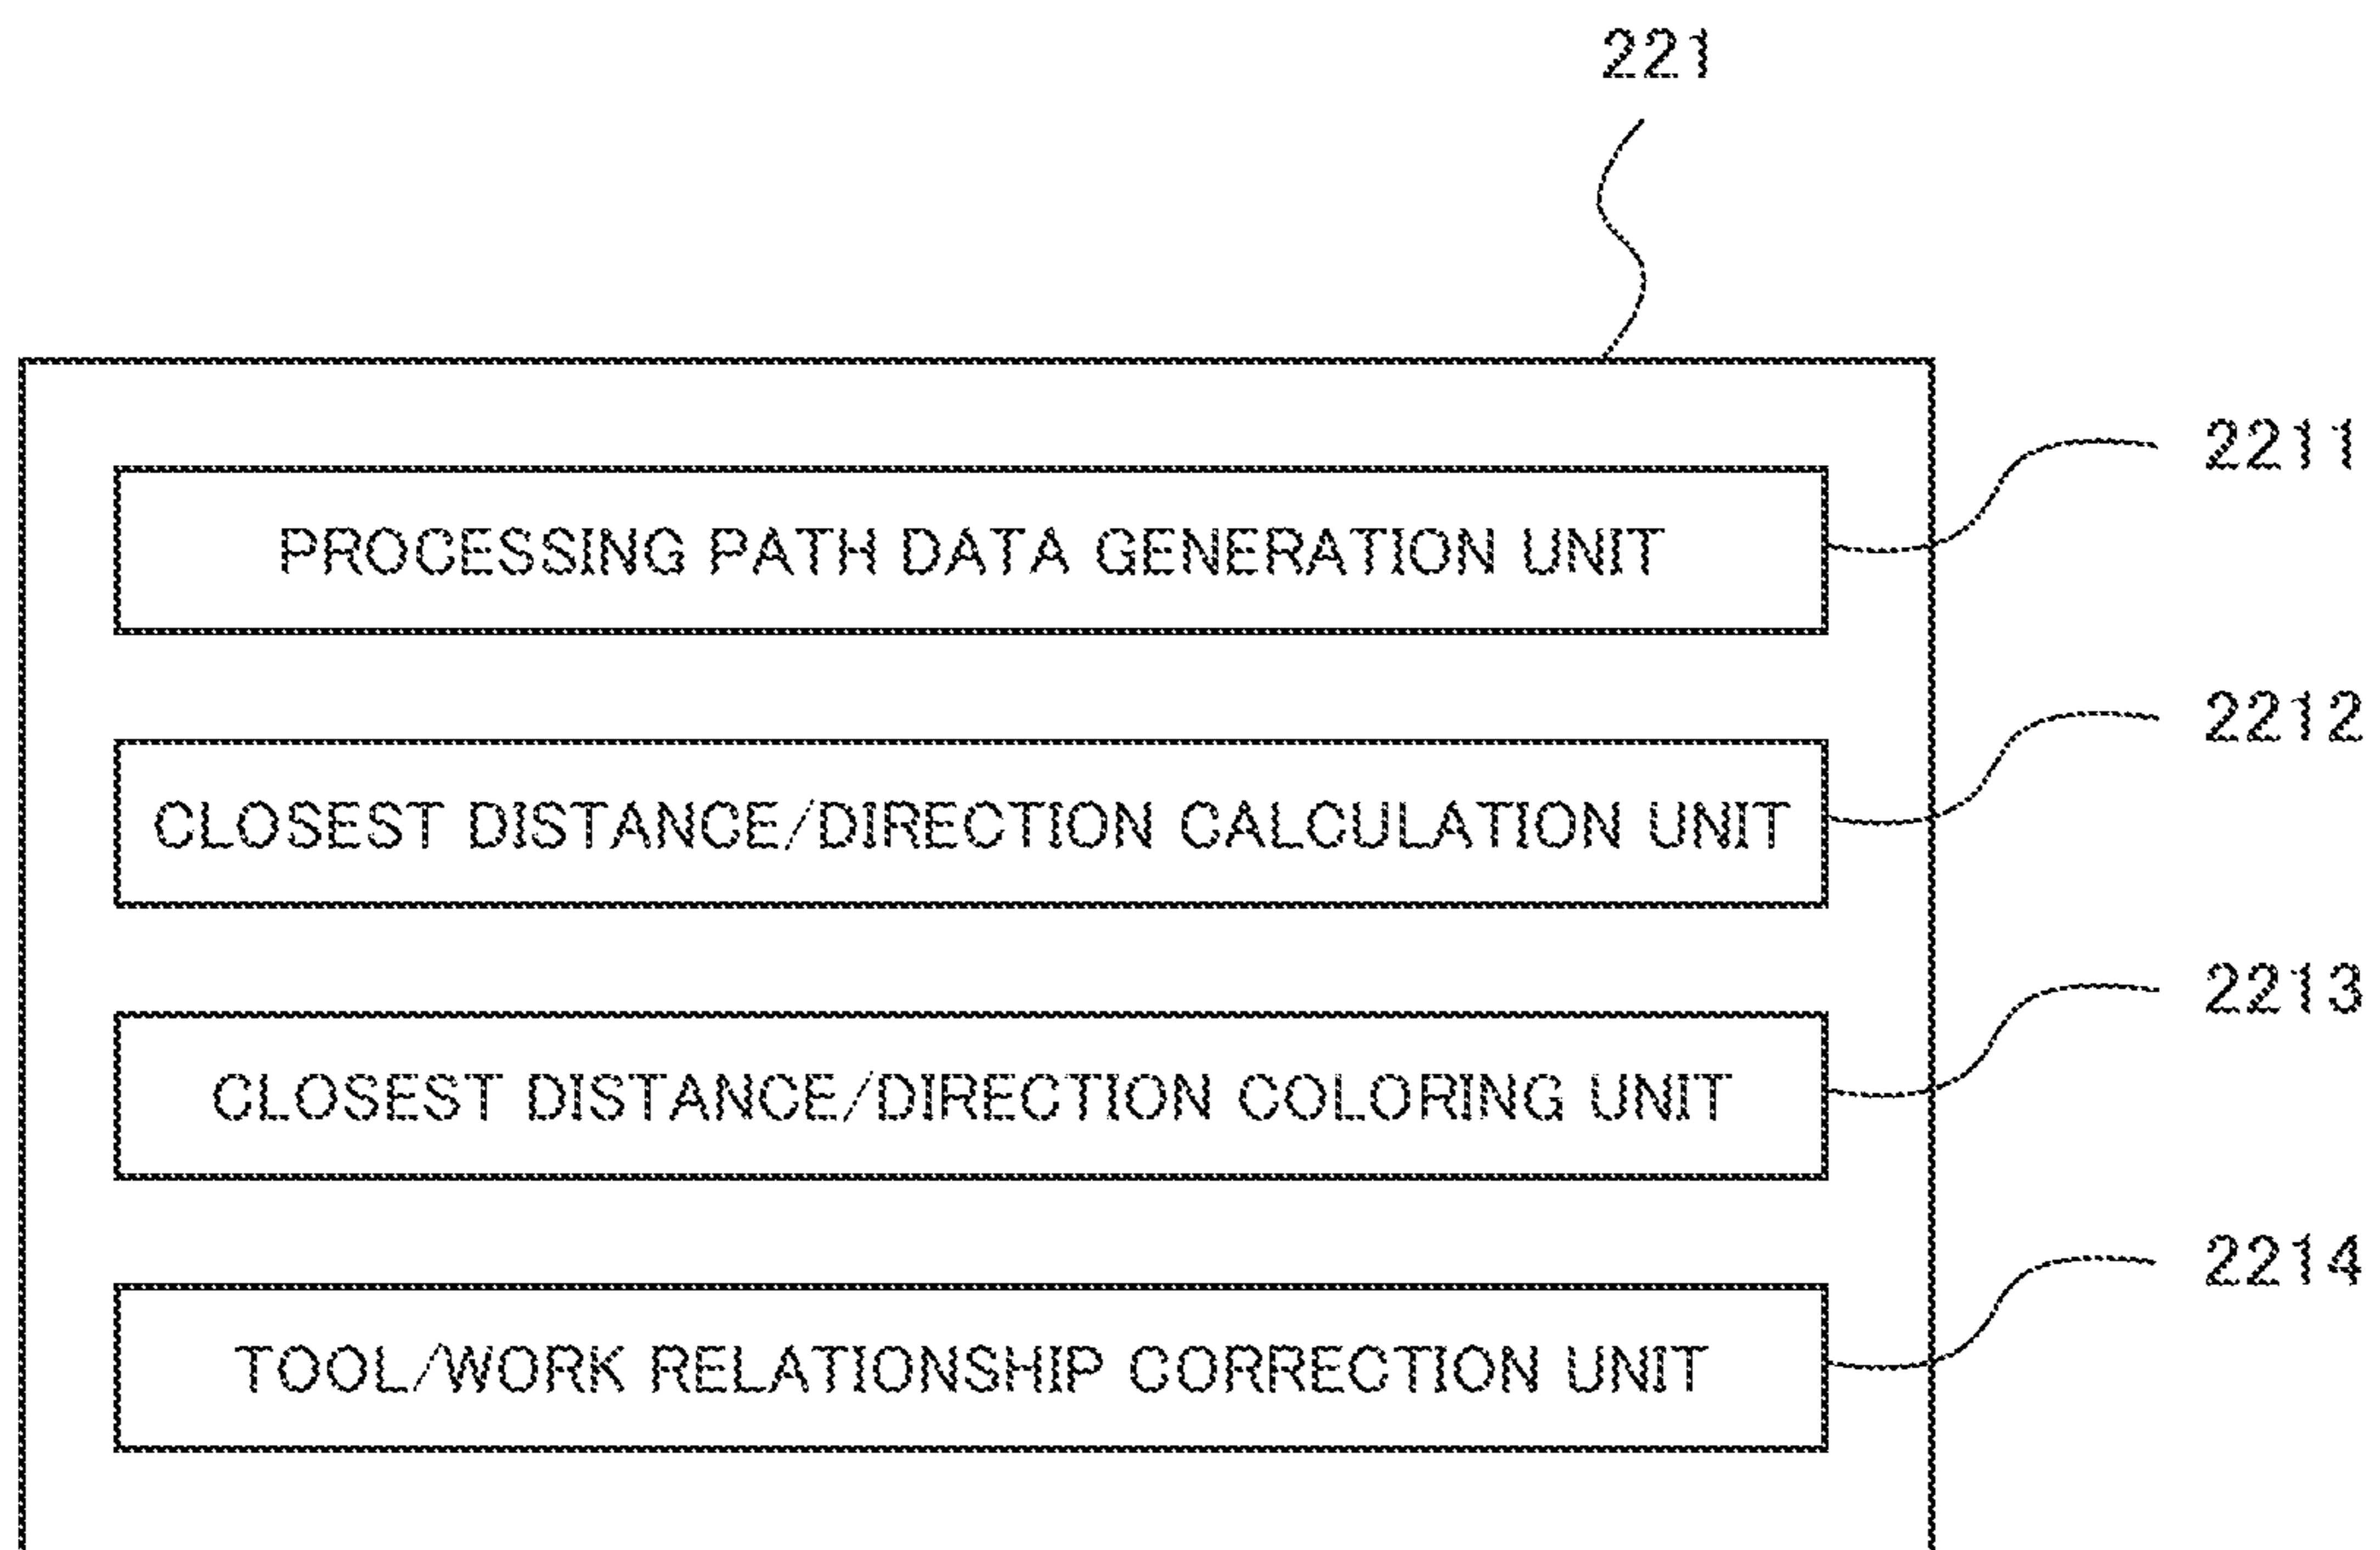 221
PROCESSING PATH DATA GENERATION UNIT
2211
CLOSEST DISTANCE/DIRECTION CALCULATION UNIT
2212
CLOSEST DISTANCE/DIRECTION COLORING UNIT
2213
TOOL/WORK RELATIONSHIP CORRECTION UNIT
2214